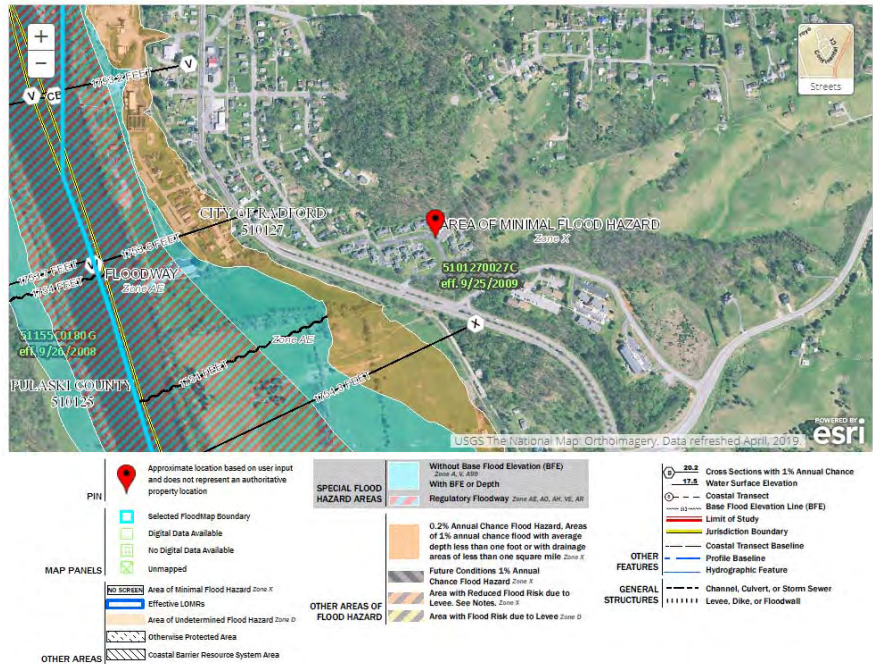 +
−
Streets
1753.2 FEET
V
V
CE
CITY OF RADFORD
510127
AREA OF MINIMAL FLOOD HAZARD
Zone X
1753.7 FEET
FLOODWAY
Zone AE
1754 FEET
5101270027C
eff. 9/25/2009
51155C0180G
eff. 9/26/2008
Zone AE
X
PULASKI COUNTY
510125
1754.3 FEET
USGS The National Map: Orthoimagery. Data refreshed April, 2019.
POWERED BY
esri
PIN
Approximate location based on user input
and does not represent an authoritative
property location
MAP PANELS
Selected FloodMap Boundary
Digital Data Available
No Digital Data Available
Unmapped
OTHER AREAS
NO SCREEN Area of Minimal Flood Hazard Zone X
Effective LOMRs
Area of Undetermined Flood Hazard Zone D
Otherwise Protected Area
Coastal Barrier Resource System Area
SPECIAL FLOOD
HAZARD AREAS
Without Base Flood Elevation (BFE)
Zone A, V, A99
With BFE or Depth
Regulatory Floodway Zone AE, AO, AH, VE, AR
OTHER AREAS OF
FLOOD HAZARD
0.2% Annual Chance Flood Hazard, Areas
of 1% annual chance flood with average
depth less than one foot or with drainage
areas of less than one square mile Zone X
Future Conditions 1% Annual
Chance Flood Hazard Zone X
Area with Reduced Flood Risk due to
Levee. See Notes. Zone X
Area with Flood Risk due to Levee Zone D
OTHER
FEATURES
20.2
Cross Sections with 1% Annual Chance
17.5 Water Surface Elevation
Coastal Transect
Base Flood Elevation Line (BFE)
Limit of Study
Jurisdiction Boundary
Coastal Transect Baseline
Profile Baseline
Hydrographic Feature
GENERAL
STRUCTURES
Channel, Culvert, or Storm Sewer
Levee, Dike, or Floodwall